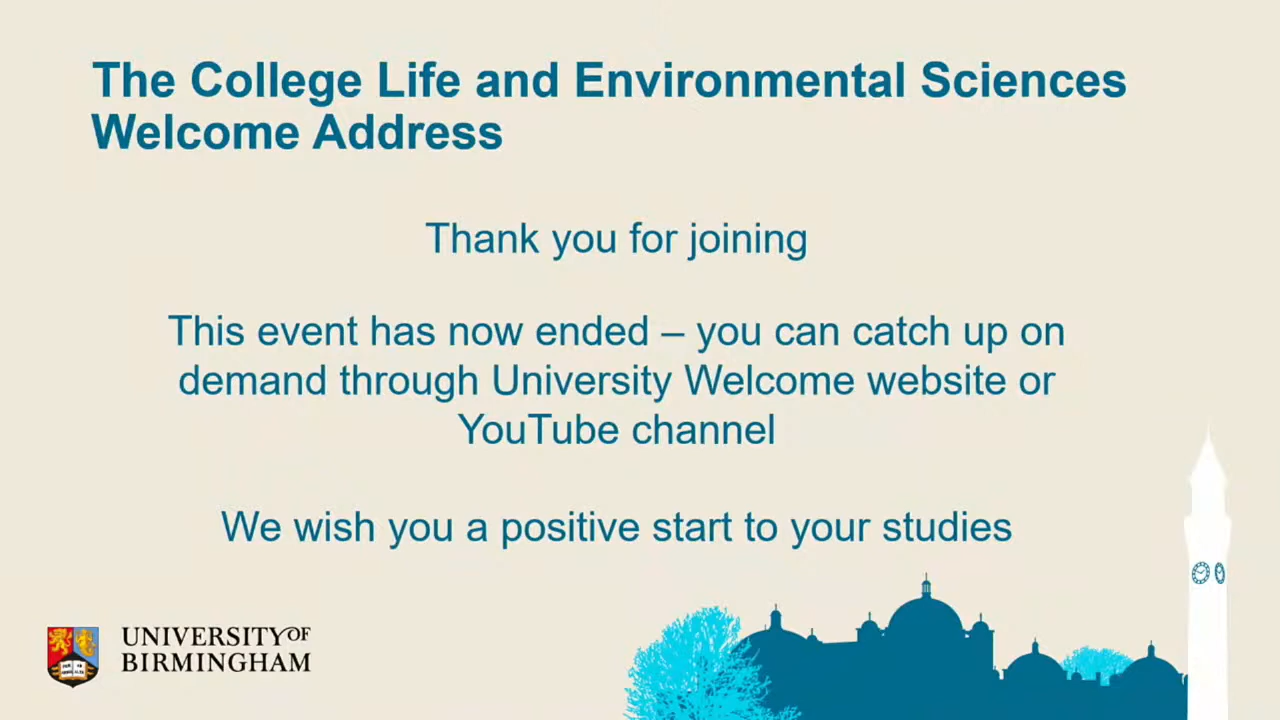 The College Life and Environmental Sciences
Welcome Address
Thank you for joining
This event has now ended – you can catch up on
demand through University Welcome website or
YouTube channel
We wish you a positive start to your studies
UNIVERSITY OF
BIRMINGHAM